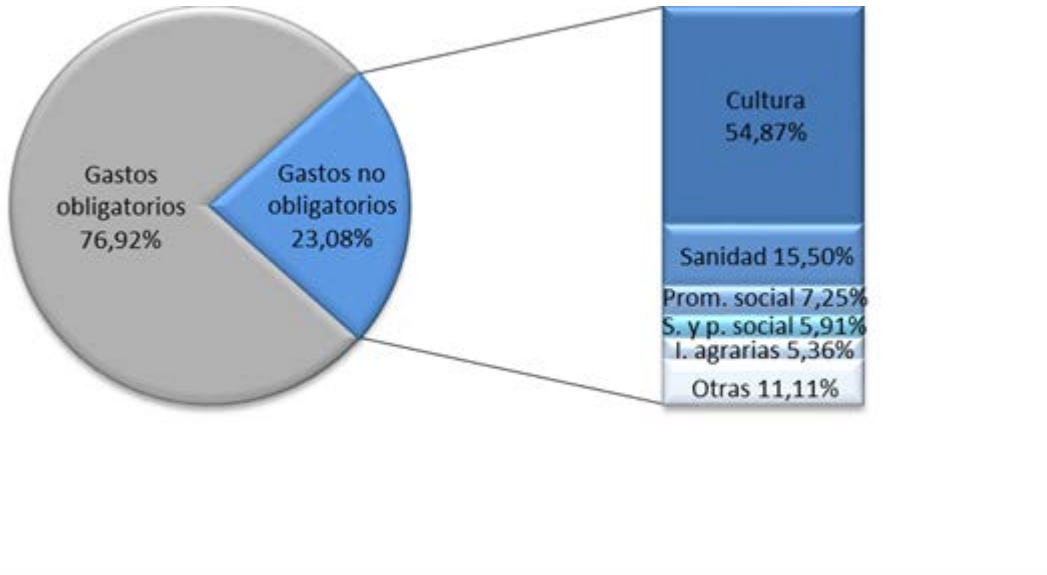 Gastos
obligatorios
76,92%
Gastos no
obligatorios
23,08%
Cultura
54,87%
Sanidad 15,50%
Prom. social 7,25%
S. y p. social 5,91%
I. agrarias 5,36%
Otras 11,11%